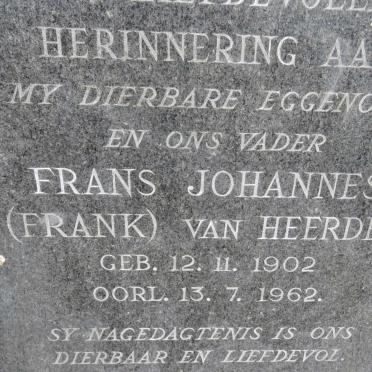 HERINNERING AA
MY DIERBARE EGGENO
EN ONS VADER
FRANS JOHANNES
(FRANK) VAN HEERDE
GEB. 12. 11. 1902
OORL. 13. 7. 1962.
SY NAGEDAGTENIS IS ONS
DIERBAAR EN LIEFDEVOL.